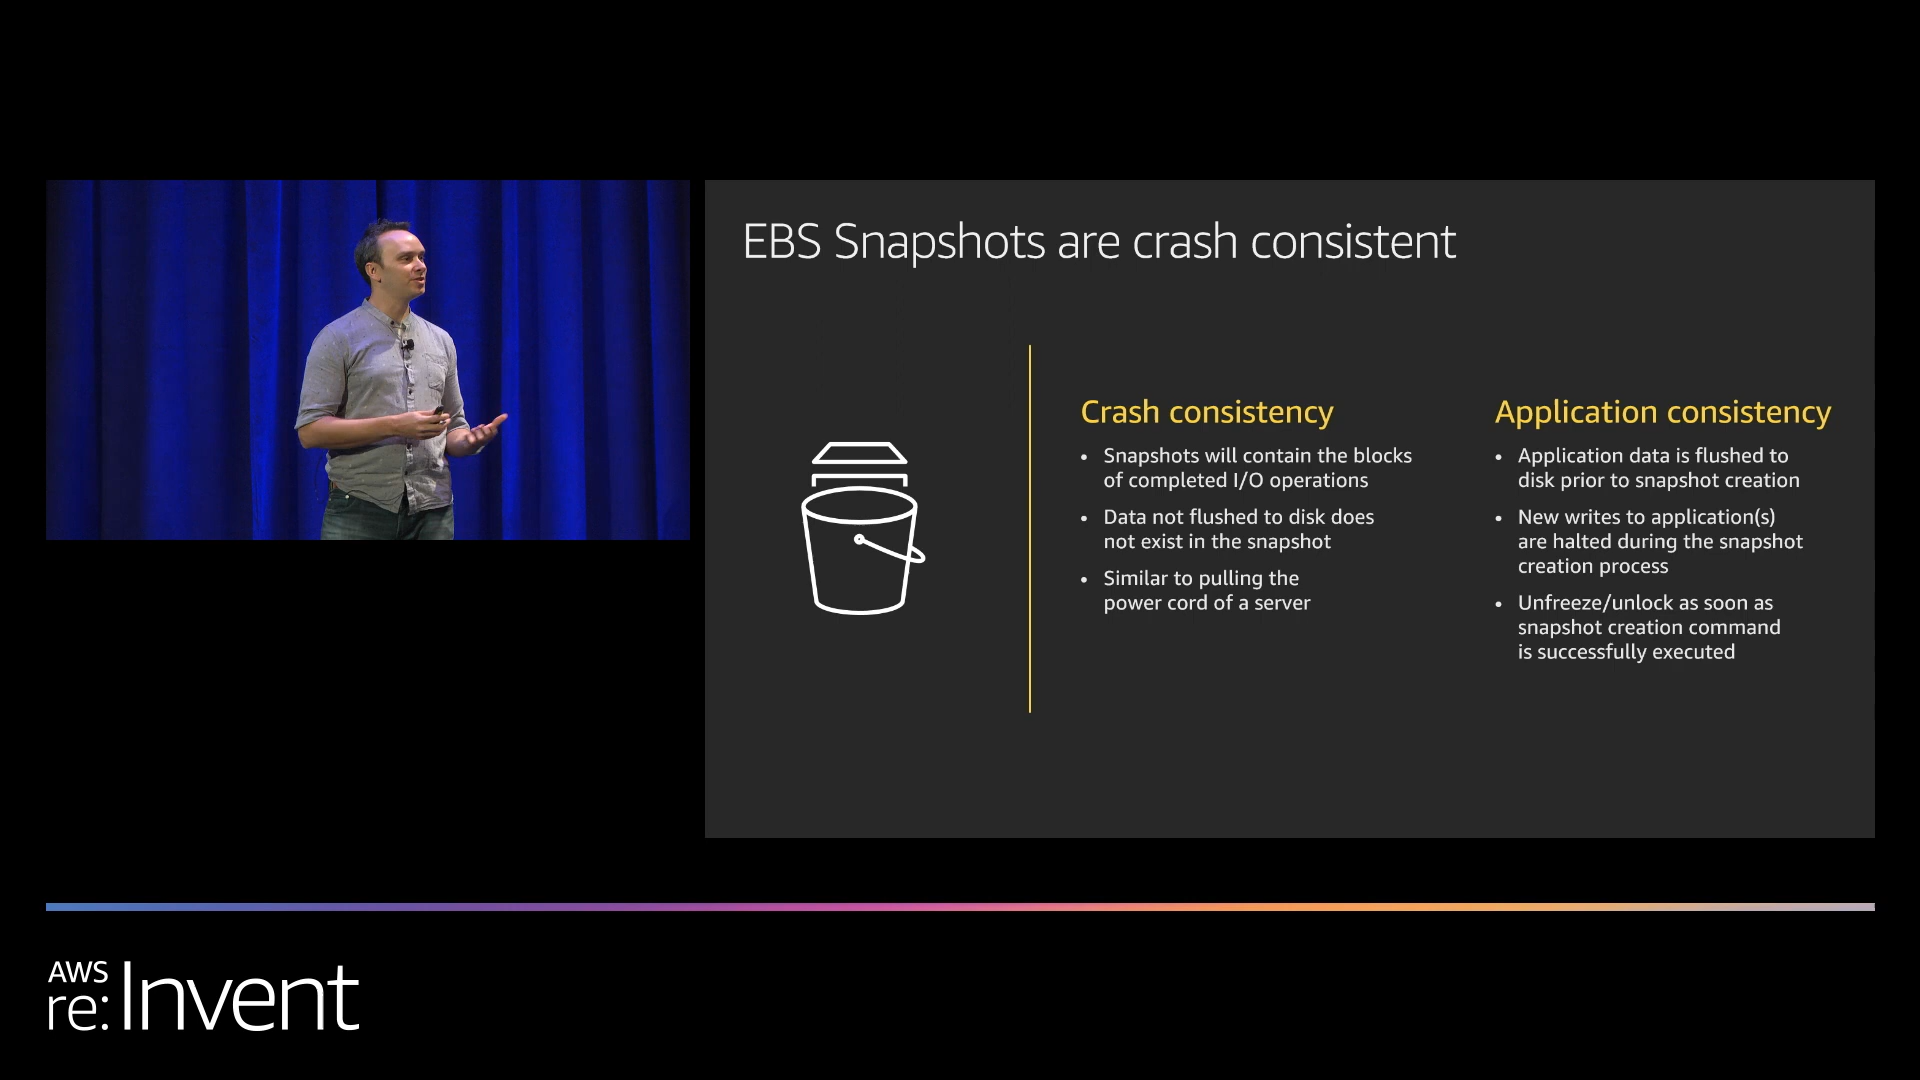 EBS Snapshots are crash consistent
Crash consistency
• Snapshots will contain the blocks
of completed I/O operations
• Data not flushed to disk does
not exist in the snapshot
• Similar to pulling the
power cord of a server
Application consistency
• Application data is flushed to
disk prior to snapshot creation
• New writes to application(s)
are halted during the snapshot
creation process
• Unfreeze/unlock as soon as
snapshot creation command
is successfully executed
AWS
re:Invent